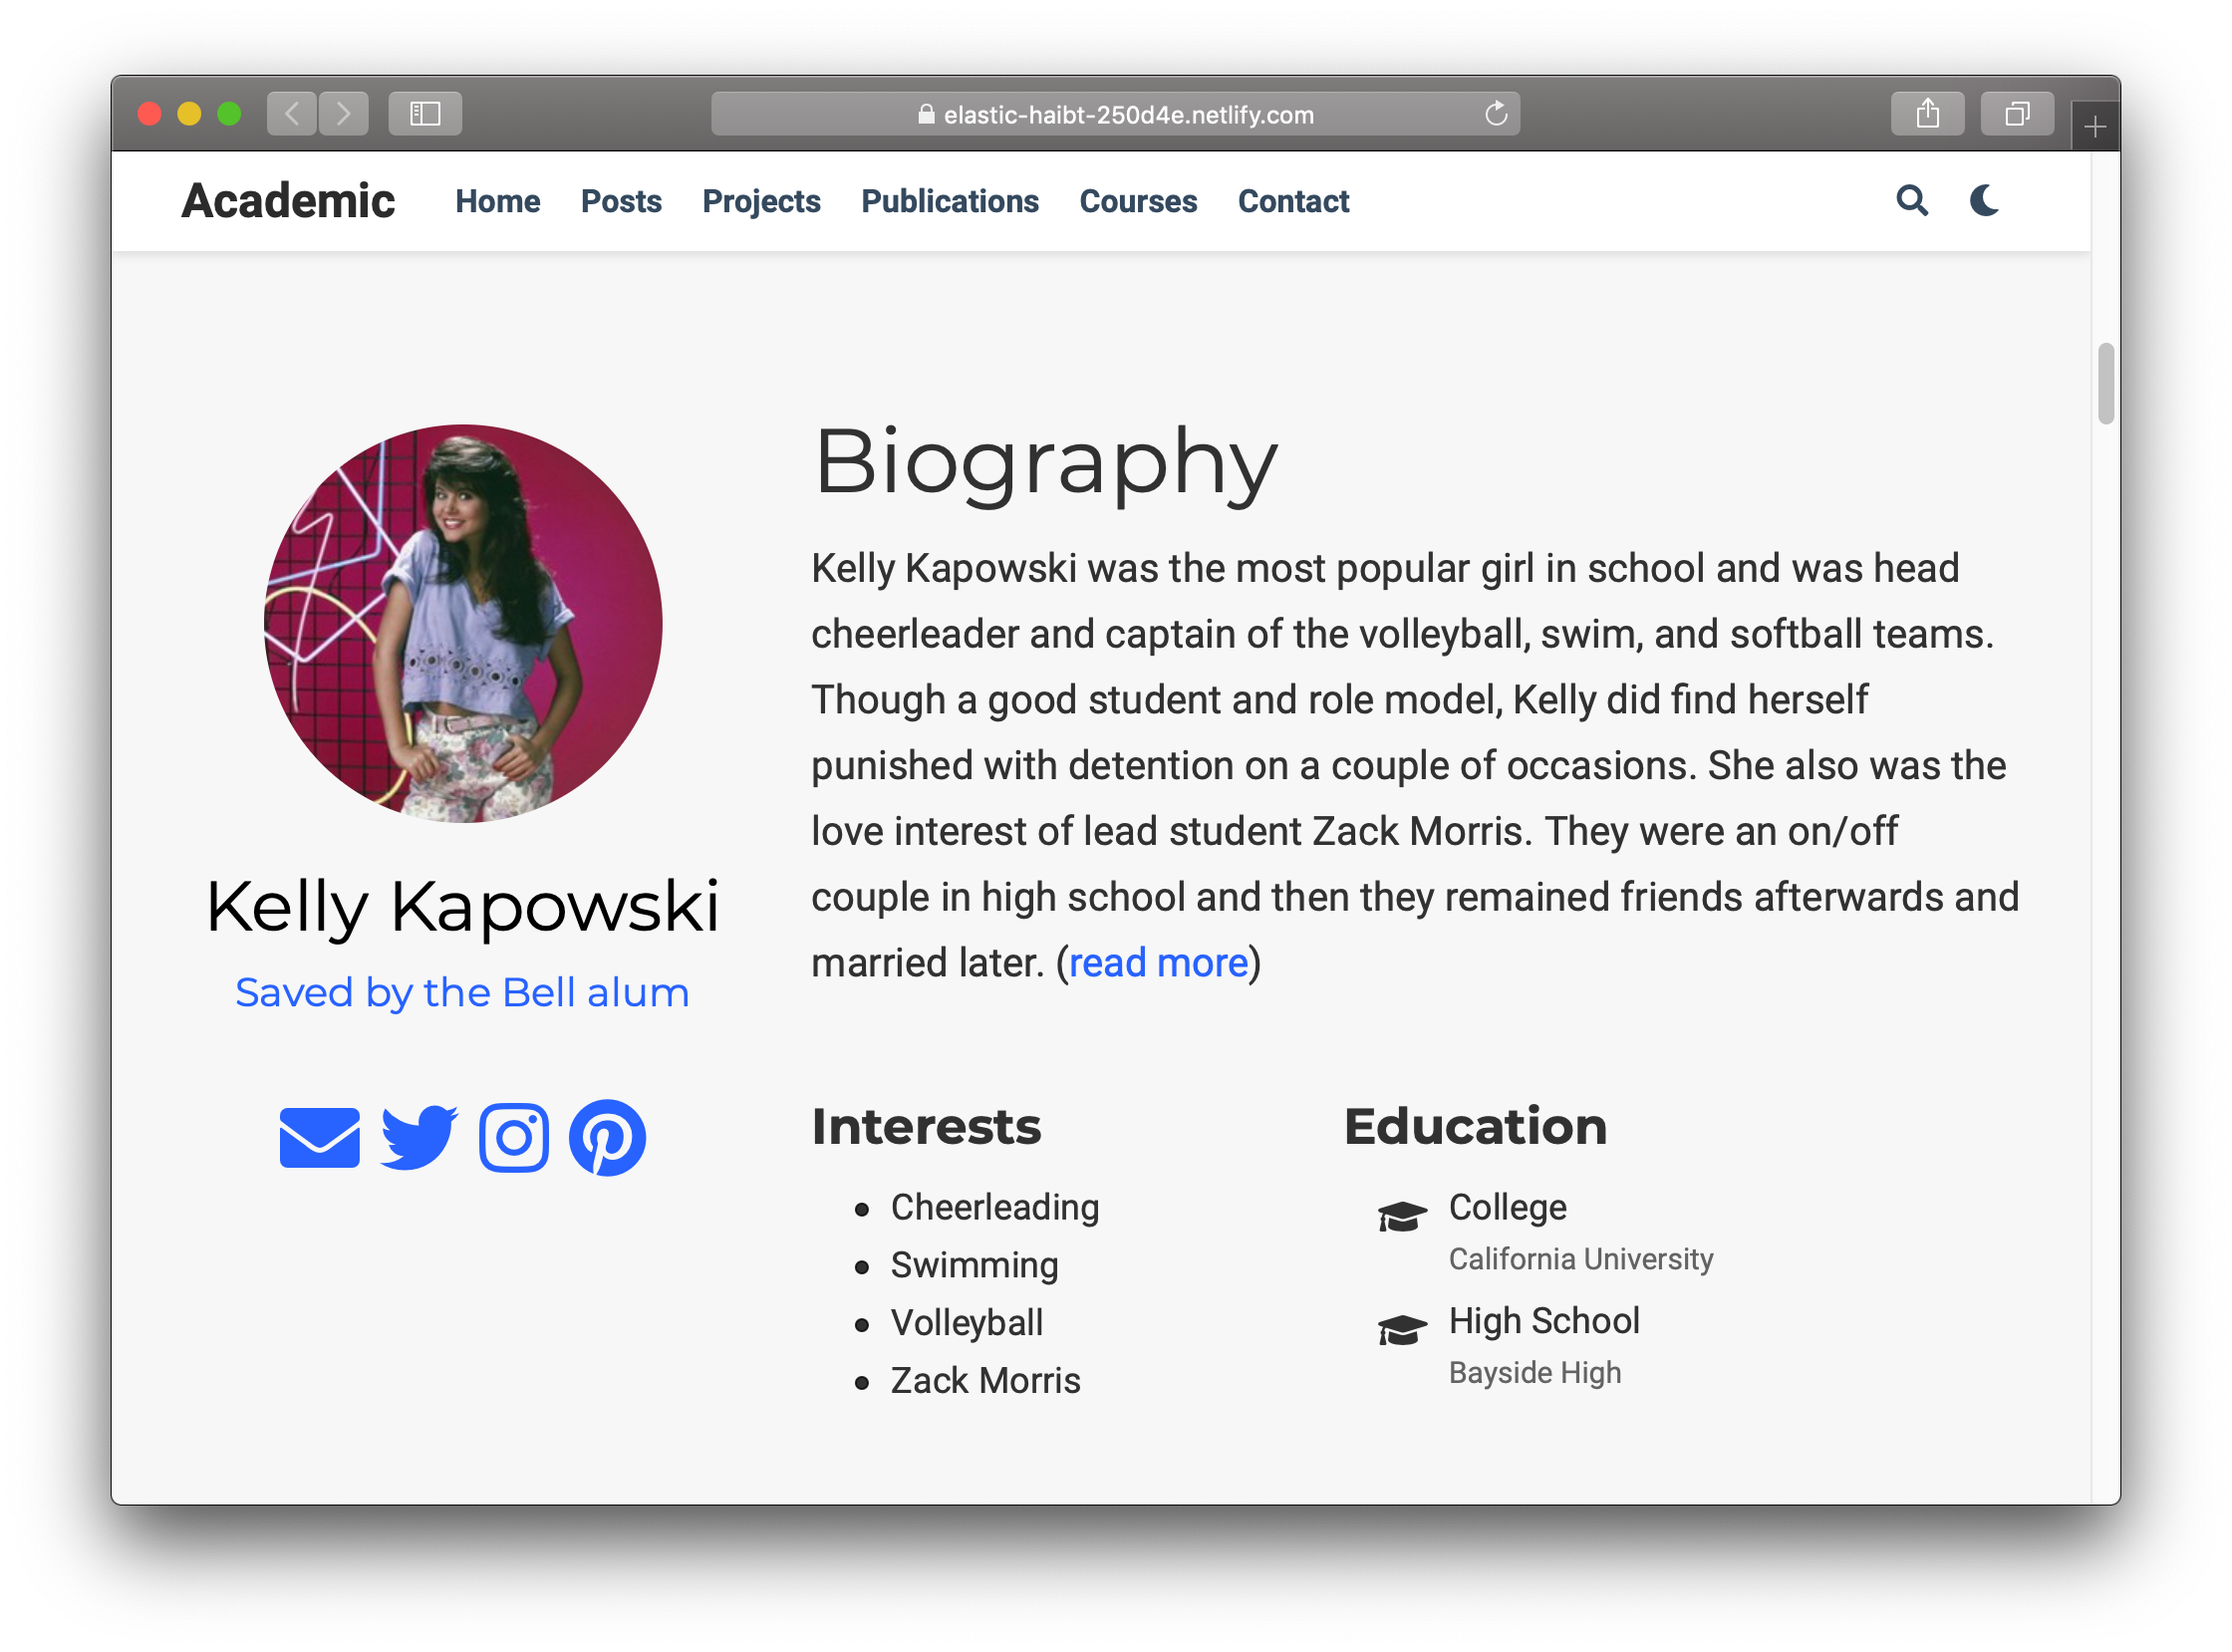 elastic-haibt-250d4e.netlify.com
Academic Home Posts Projects Publications Courses Contact
Kelly Kapowski
Saved by the Bell alum
Biography
Kelly Kapowski was the most popular girl in school and was head
cheerleader and captain of the volleyball, swim, and softball teams.
Though a good student and role model, Kelly did find herself
punished with detention on a couple of occasions. She also was the
love interest of lead student Zack Morris. They were an on/off
couple in high school and then they remained friends afterwards and
married later. (read more)
Interests
Cheerleading
Swimming
Volleyball
Zack Morris
Education
College
California University
High School
Bayside High